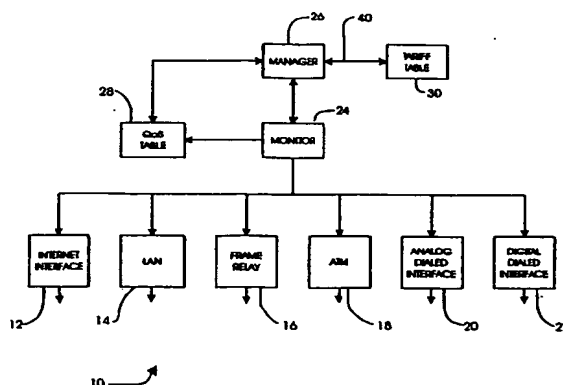 26
40
MANAGER
TARIFF
TABLE
30
28
24
QoS
TABLE
MONITOR
INTERNET
INTERFACE
LAN
FRAME
RELAY
ATM
ANALOG
DIALED
INTERFACE
DIGITAL
DIALED
INTERFACE
12
14
16
18
20
10